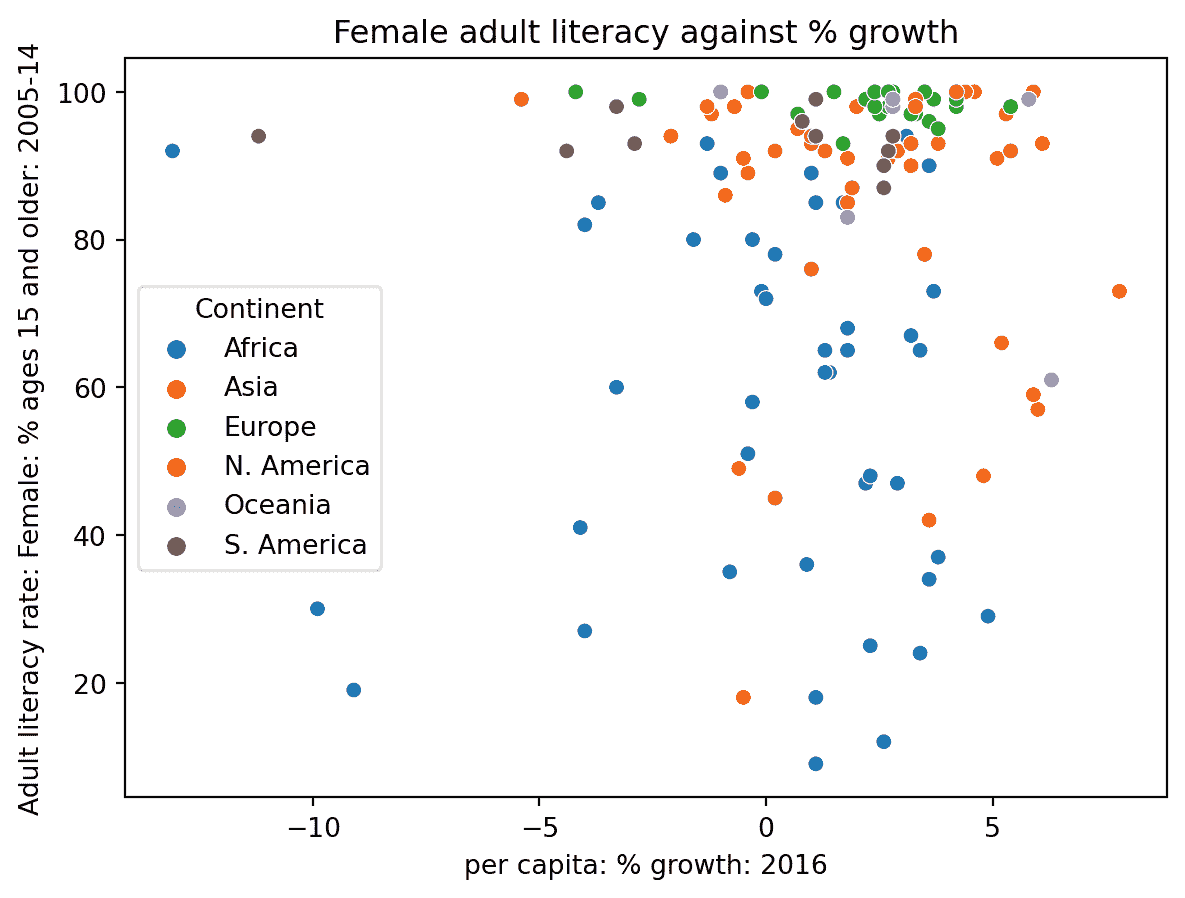 Female adult literacy against % growth
Adult literacy rate: Female: % ages 15 and older: 2005-14
100
80
60
40
20
Continent
Africa
Asia
Europe
N. America
Oceania
S. America
−10
−5
0
5
per capita: % growth: 2016